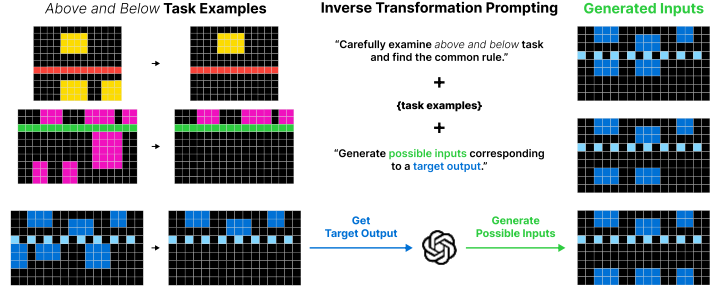 Above and Below Task Examples
Inverse Transformation Prompting
Generated Inputs
“Carefully examine above and below task
and find the common rule.”
+
{task examples}
+
“Generate possible inputs corresponding
to a target output.”
Get
Target Output
Generate
Possible Inputs